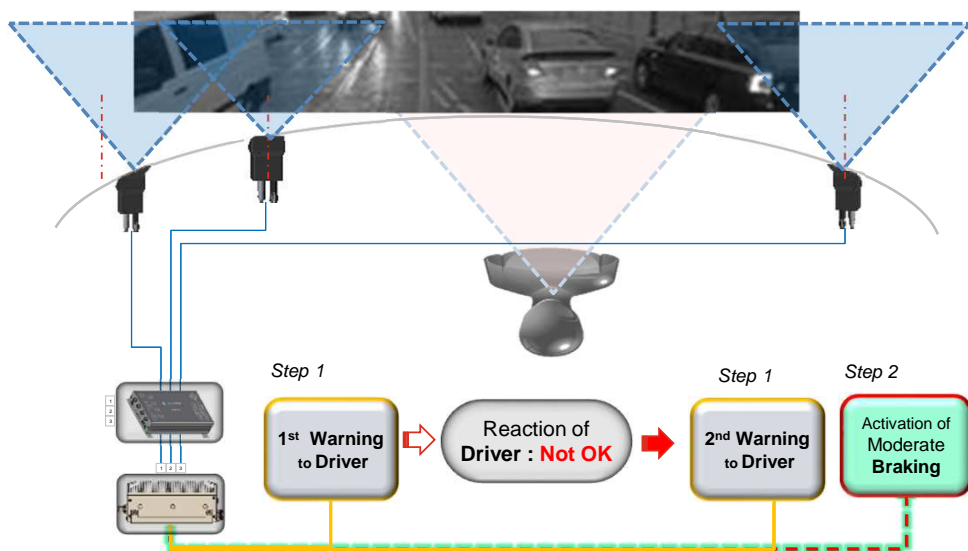 Step 1
Step 1
Step 2
1
2
3
1st Warning
to Driver
Reaction of
Driver : Not OK
2nd Warning
to Driver
Activation of
Moderate
Braking
1 2 3